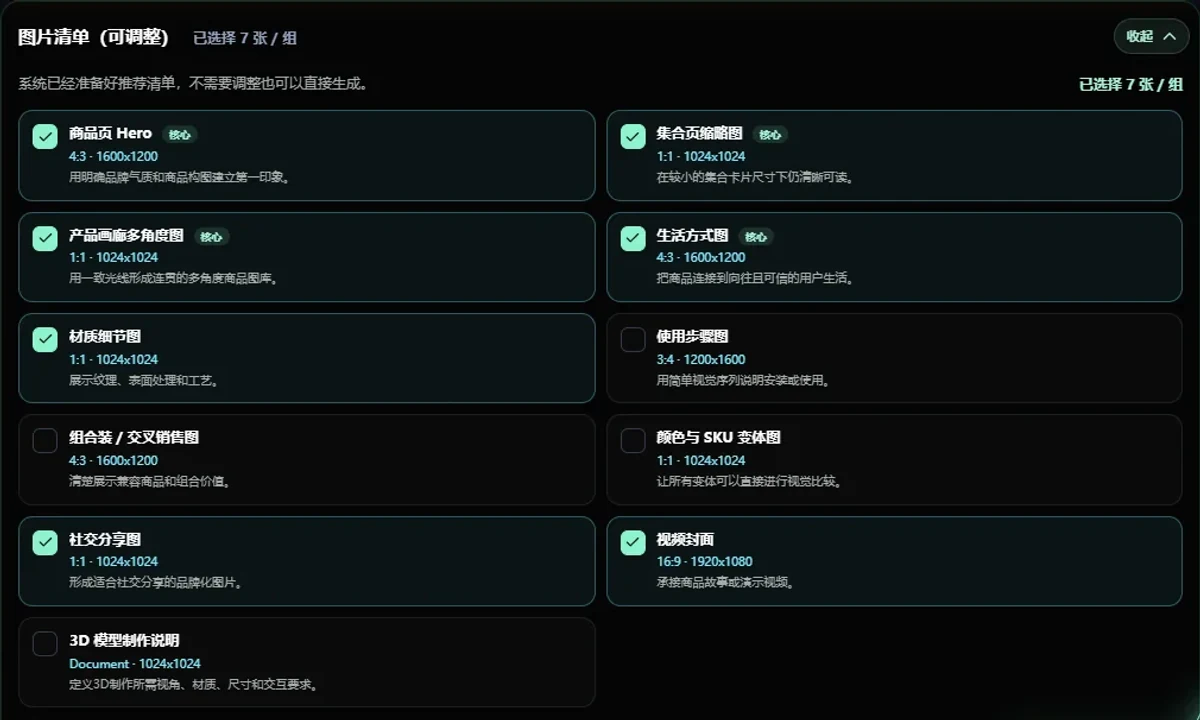 图片清单（可调整） 已选择 7 张 / 组
收起
系统已经准备好推荐清单，不需要调整也可以直接生成。
已选择 7 张 / 组
商品页 Hero 核心
4:3 · 1600x1200
用明确品牌气质和商品构图建立第一印象。
集合页缩略图 核心
1:1 · 1024x1024
在较小的集合卡片尺寸下仍清晰可读。
产品画廊多角度图 核心
1:1 · 1024x1024
用一致光线形成连贯的多角度商品图库。
生活方式图 核心
4:3 · 1600x1200
把商品连接到向往且可信的用户生活。
材质细节图
1:1 · 1024x1024
展示纹理、表面处理和工艺。
使用步骤图
3:4 · 1200x1600
用简单视觉序列说明安装或使用。
组合装 / 交叉销售图
4:3 · 1600x1200
清楚展示兼容商品和组合价值。
颜色与 SKU 变体图
1:1 · 1024x1024
让所有变体可以直接进行视觉比较。
社交分享图
1:1 · 1024x1024
形成适合社交分享的品牌化图片。
视频封面
16:9 · 1920x1080
承接商品故事或演示视频。
3D 模型制作说明
Document · 1024x1024
定义3D制作所需视角、材质、尺寸和交互要求。